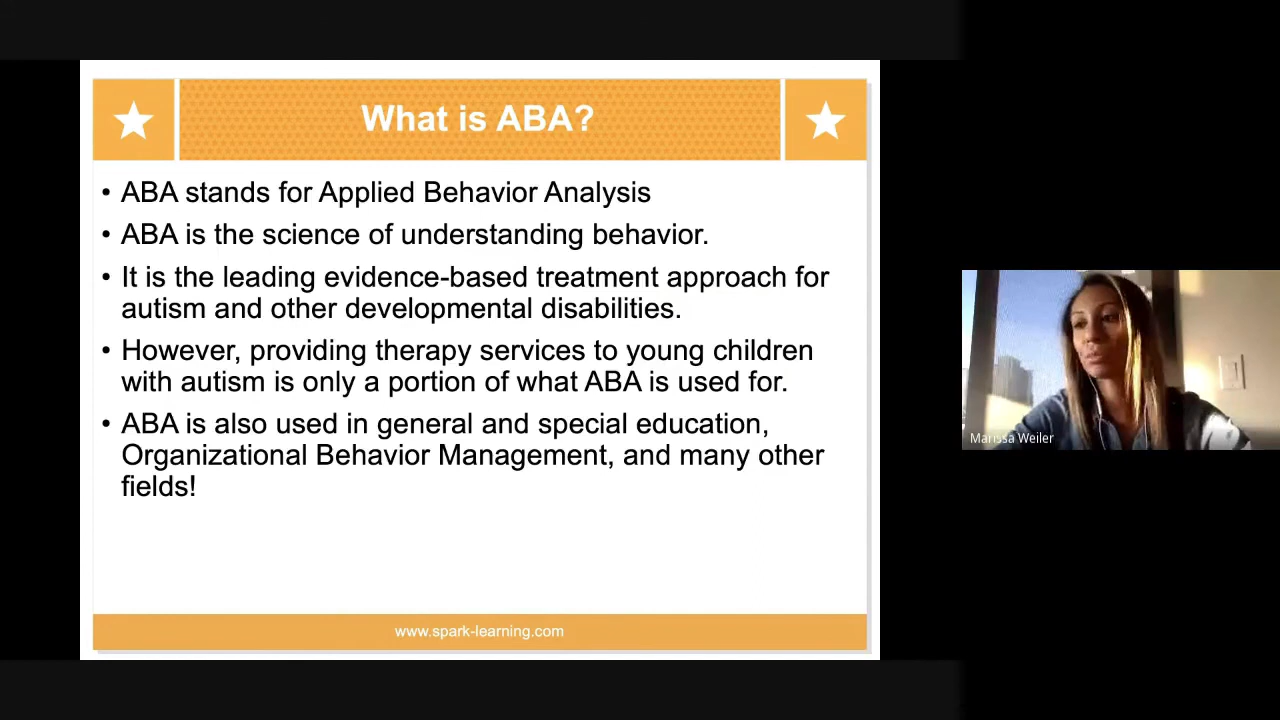 What is ABA?
• ABA stands for Applied Behavior Analysis
• ABA is the science of understanding behavior.
• It is the leading evidence-based treatment approach for
autism and other developmental disabilities.
• However, providing therapy services to young children
with autism is only a portion of what ABA is used for.
• ABA is also used in general and special education,
Organizational Behavior Management, and many other
fields!
www.spark-learning.com
Marissa Weiler